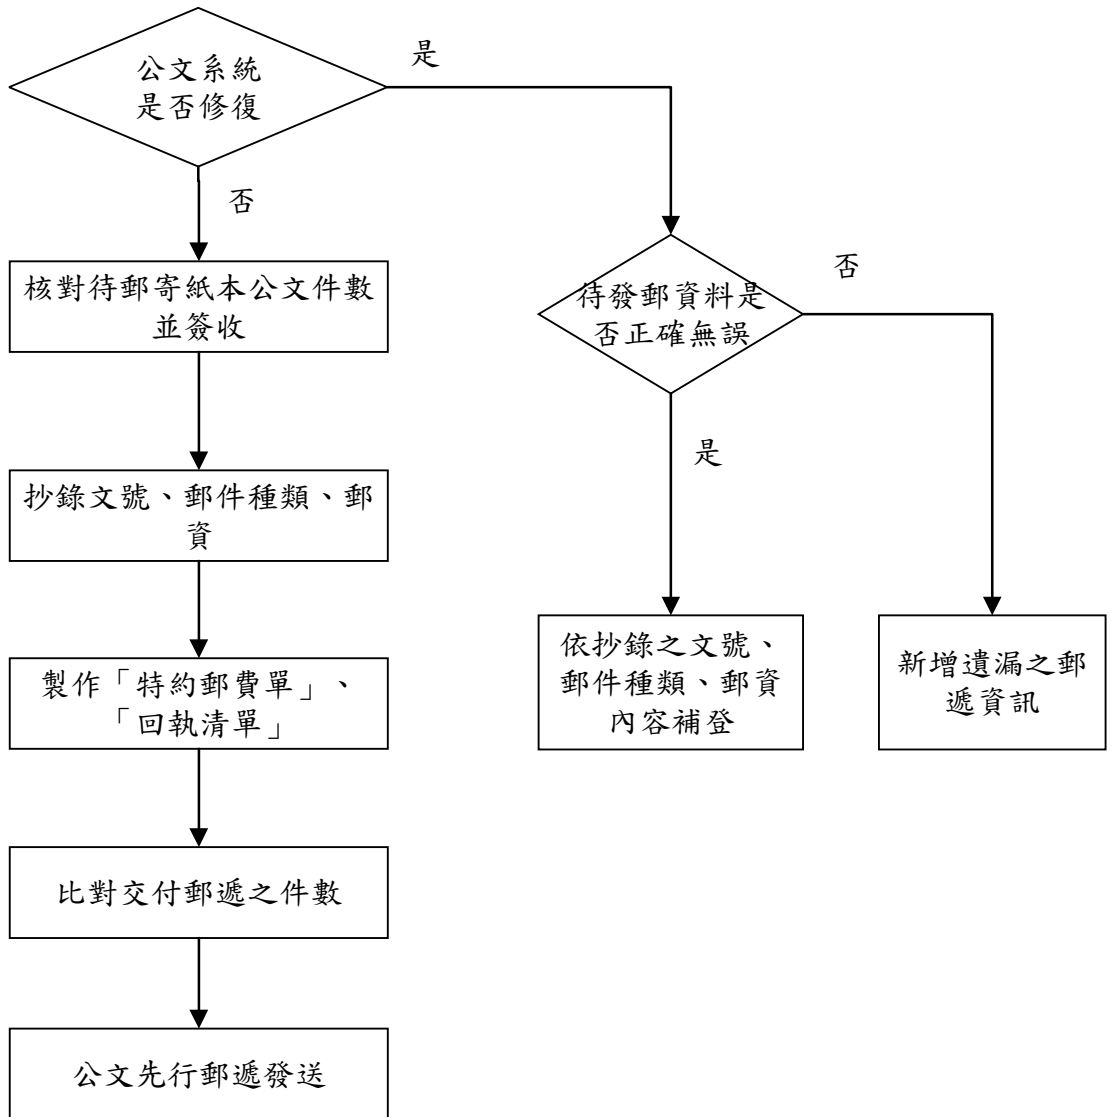 公文系統
是否修復
是
否
核對待郵寄紙本公文件數
並簽收
待發郵資料是
否正確無誤
否
是
抄錄文號、郵件種類、郵
資
製作「特約郵費單」、
「回執清單」
依抄錄之文號、
郵件種類、郵資
內容補登
新增遺漏之郵
遞資訊
比對交付郵遞之件數
公文先行郵遞發送